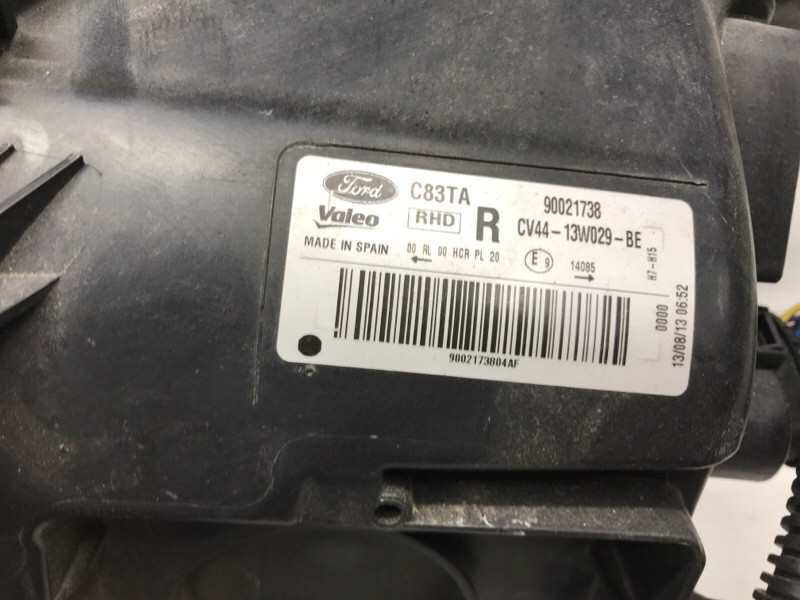 Ford C83TA 90021738
Valeo RHD R CV44-13W029-BE
MADE IN SPAIN 00 RL 00 HCR PL 20 E 9 14085
H7-H15
9002173804AF
0000
13/08/13 06:52